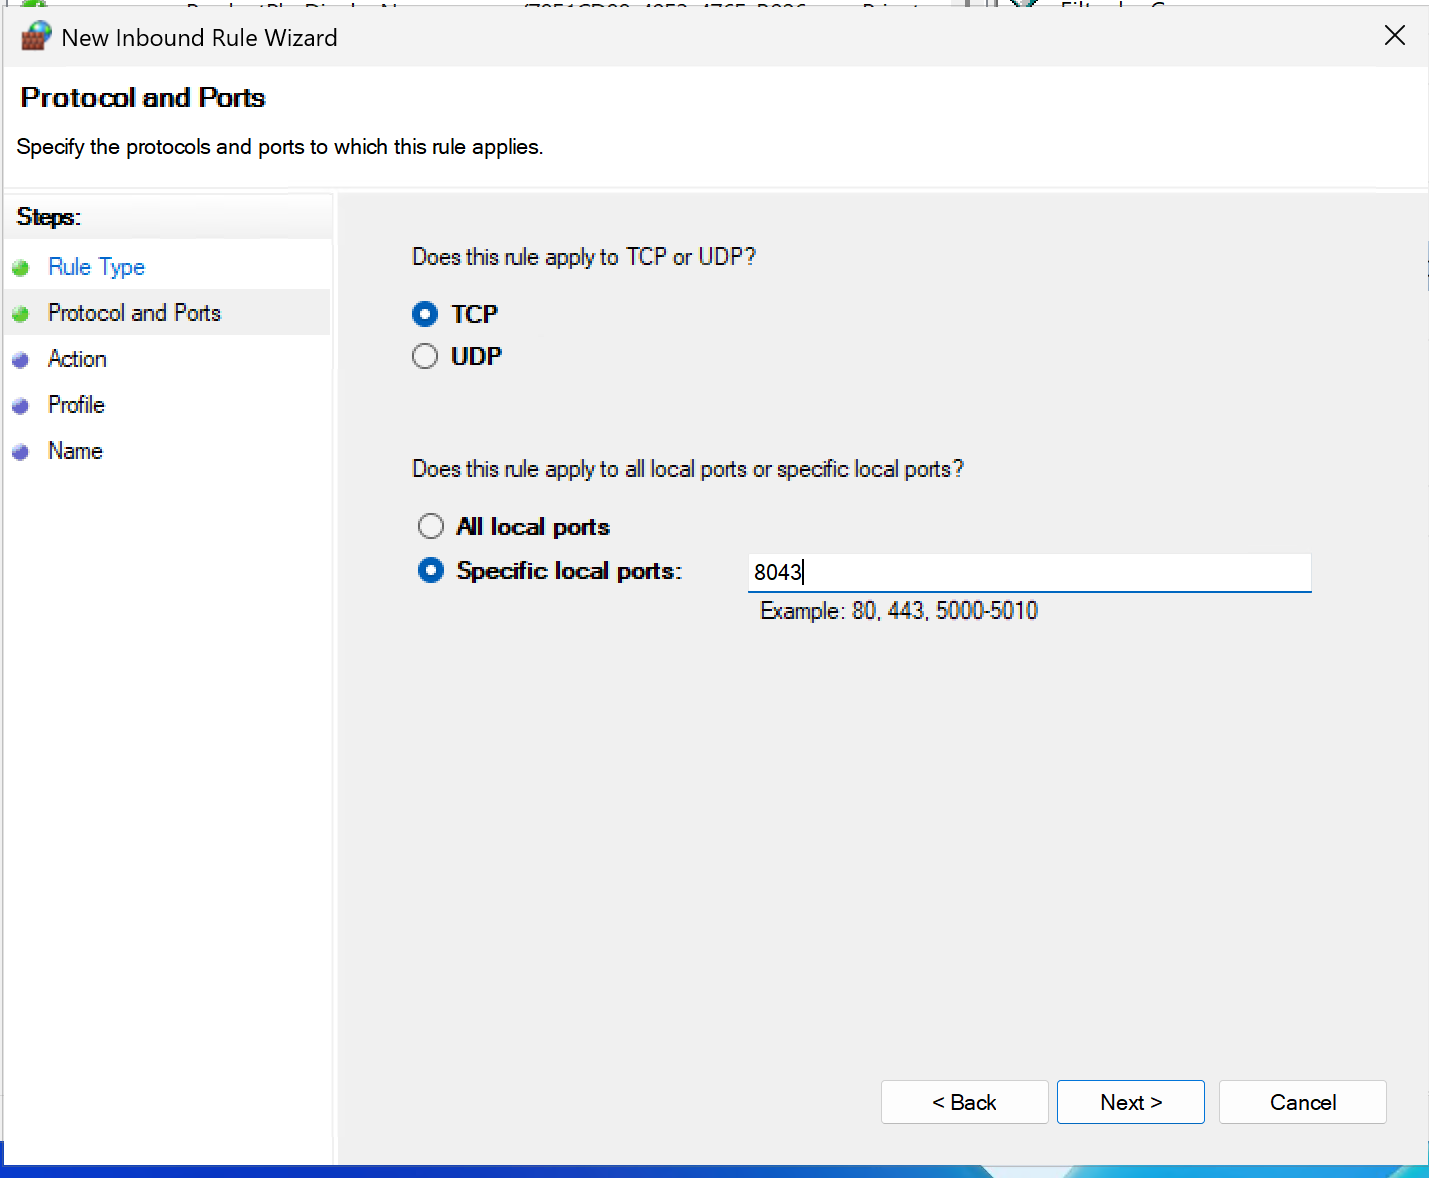 New Inbound Rule Wizard
Protocol and Ports
Specify the protocols and ports to which this rule applies.
Steps:
Rule Type
Protocol and Ports
Action
Profile
Name
Does this rule apply to TCP or UDP?
TCP
UDP
Does this rule apply to all local ports or specific local ports?
All local ports
Specific local ports:
8043
Example: 80, 443, 5000-5010
< Back
Next >
Cancel